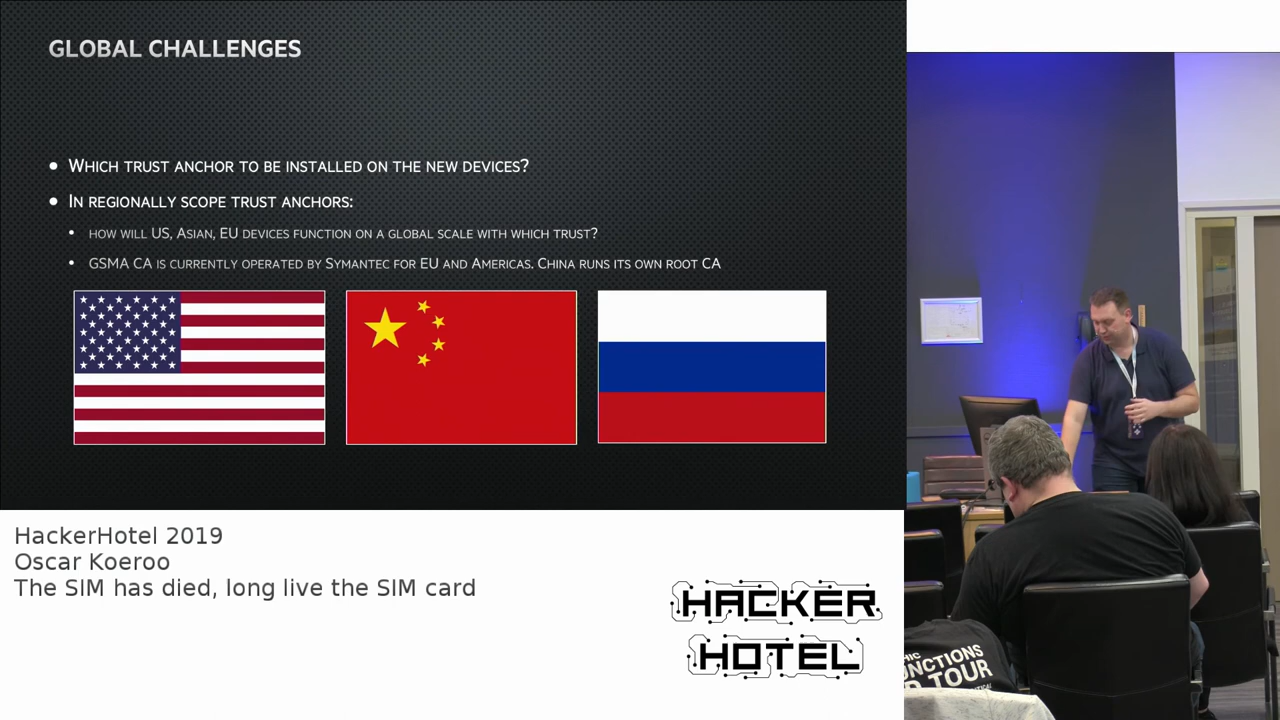 GLOBAL CHALLENGES
• WHICH TRUST ANCHOR TO BE INSTALLED ON THE NEW DEVICES?
• IN REGIONALLY SCOPE TRUST ANCHORS:
• HOW WILL US, ASIAN, EU DEVICES FUNCTION ON A GLOBAL SCALE WITH WHICH TRUST?
• GSMA CA IS CURRENTLY OPERATED BY SYMANTEC FOR EU AND AMERICAS. CHINA RUNS ITS OWN ROOT CA
HackerHotel 2019
Oscar Koeroo
The SIM has died, long live the SIM card
HACKER
HOTEL
TOUR